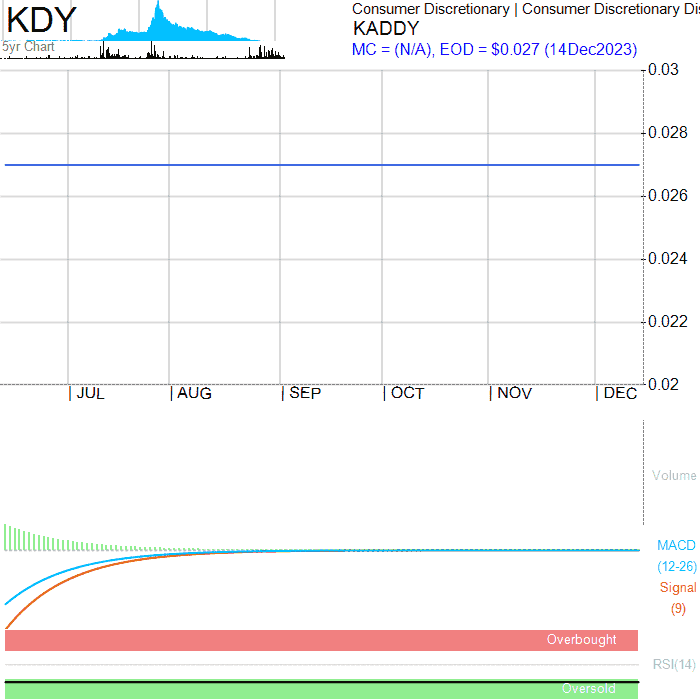 KDY
5yr Chart
Consumer Discretionary | Consumer Discretionary Dis
KADDY
MC = (N/A), EOD = $0.027 (14Dec2023)
0.03
0.028
0.026
0.024
0.022
0.02
| JUL | AUG | SEP | OCT | NOV | DEC
Volume
MACD
(12-26)
Signal
(9)
Overbought
RSI(14)
Oversold